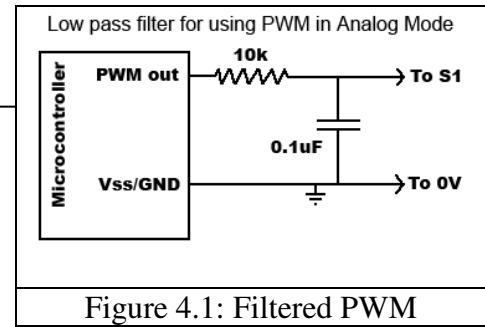 Low pass filter for using PWM in Analog Mode
10k
Microcontroller
PWM out
To S1
0.1uF
Vss/GND
To 0V
Figure 4.1: Filtered PWM